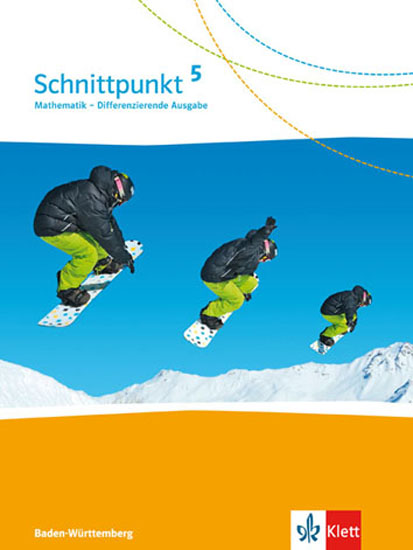 Schnittpunkt 5
Mathematik – Differenzierende Ausgabe
Baden-Württemberg
Klett